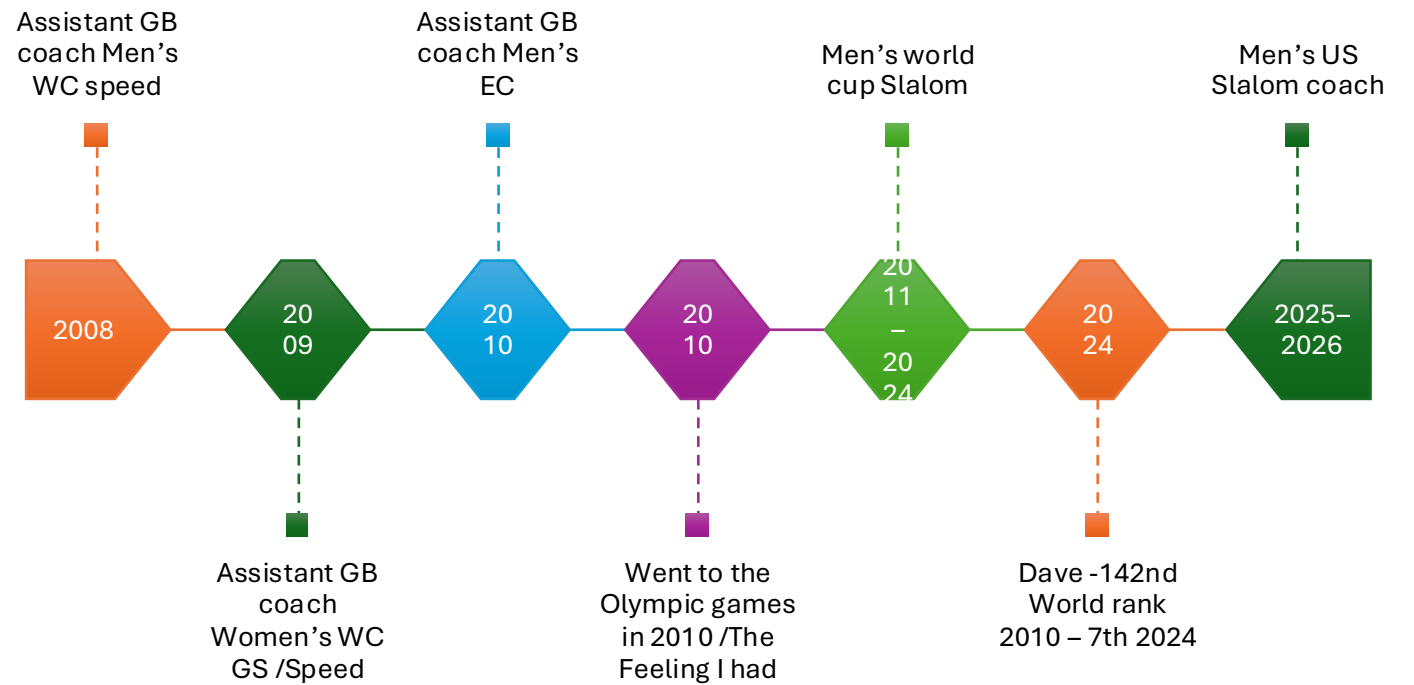 Assistant GB
coach Men’s
WC speed
Assistant GB
coach Men’s
EC
Men’s world
cup Slalom
Men’s US
Slalom coach
2008
20
09
20
10
20
10
20
11
–
20
24
20
24
2025–
2026
Assistant GB
coach
Women’s WC
GS /Speed
Went to the
Olympic games
in 2010 /The
Feeling I had
Dave -142nd
World rank
2010 – 7th 2024